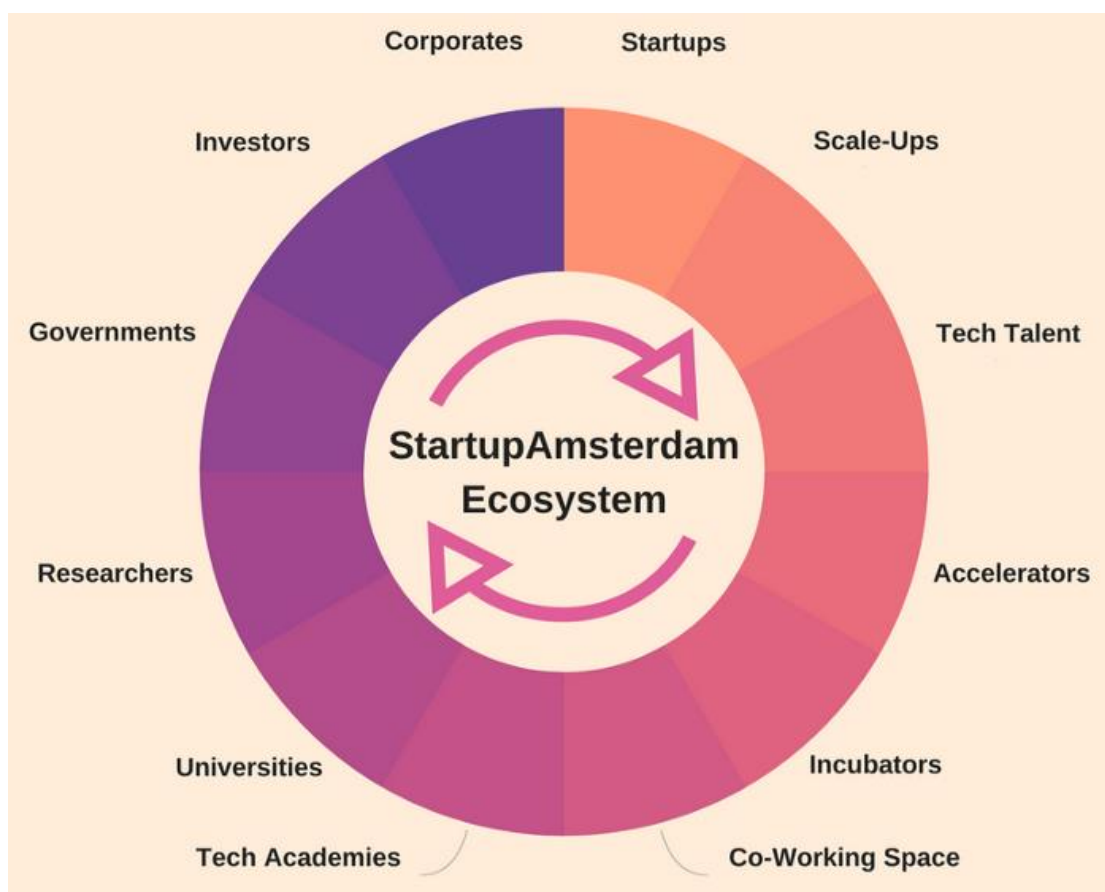 Corporates
Startups
Investors
Scale-Ups
Governments
Tech Talent
StartupAmsterdam
Ecosystem
Researchers
Accelerators
Universities
Incubators
Tech Academies
Co-Working Space